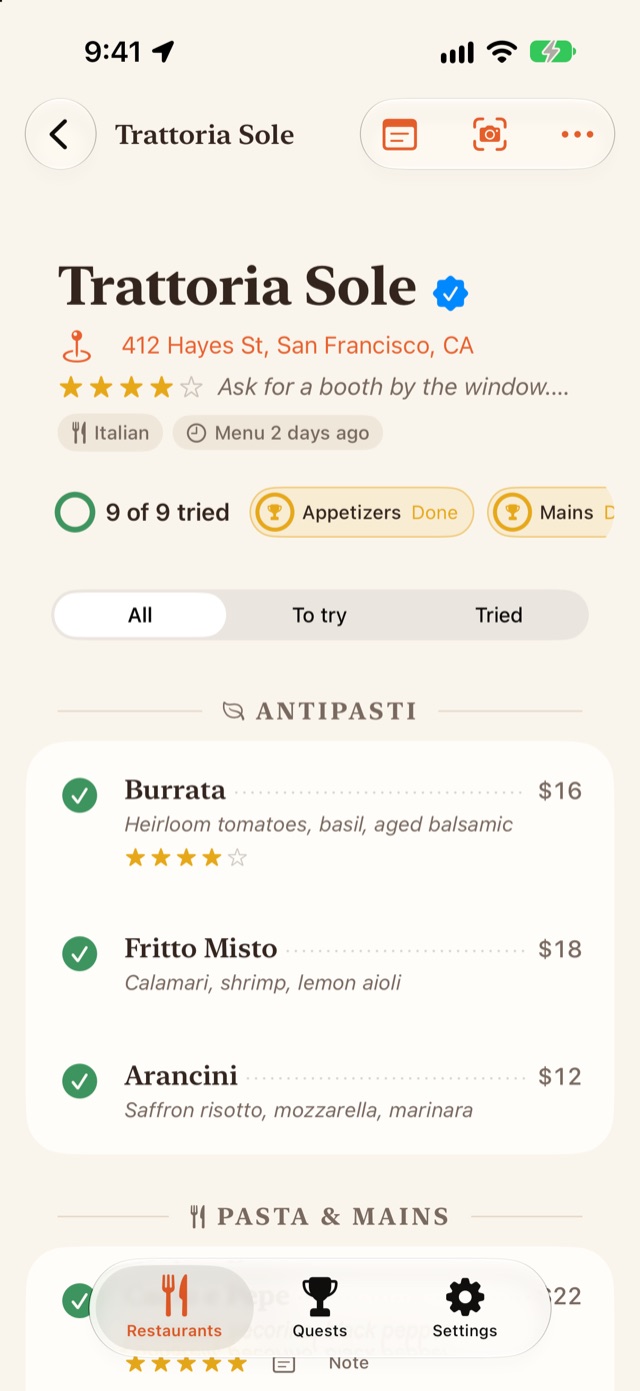 9:41
Trattoria Sole
Trattoria Sole
412 Hayes St, San Francisco, CA
Ask for a booth by the window....
Italian
Menu 2 days ago
9 of 9 tried
Appetizers Done
Mains
All
To try
Tried
ANTIPASTI
Burrata $16
Heirloom tomatoes, basil, aged balsamic
Fritto Misto $18
Calamari, shrimp, lemon aioli
Arancini $12
Saffron risotto, mozzarella, marinara
PASTA & MAINS
22
Restaurants
Quests
Settings
Note